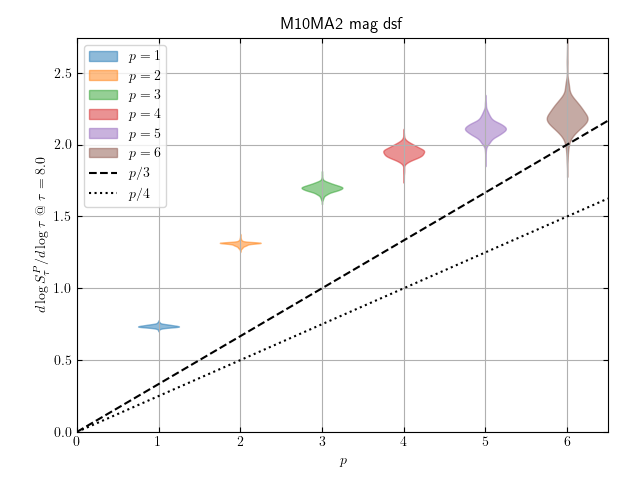 M10MA2 mag dsf
p = 1
p = 2
p = 3
p = 4
p = 5
p = 6
p/3
p/4
d log S_τ^P / d log τ @ τ = 8.0
2.5
2.0
1.5
1.0
0.5
0.0
0 1 2 3 4 5 6
p